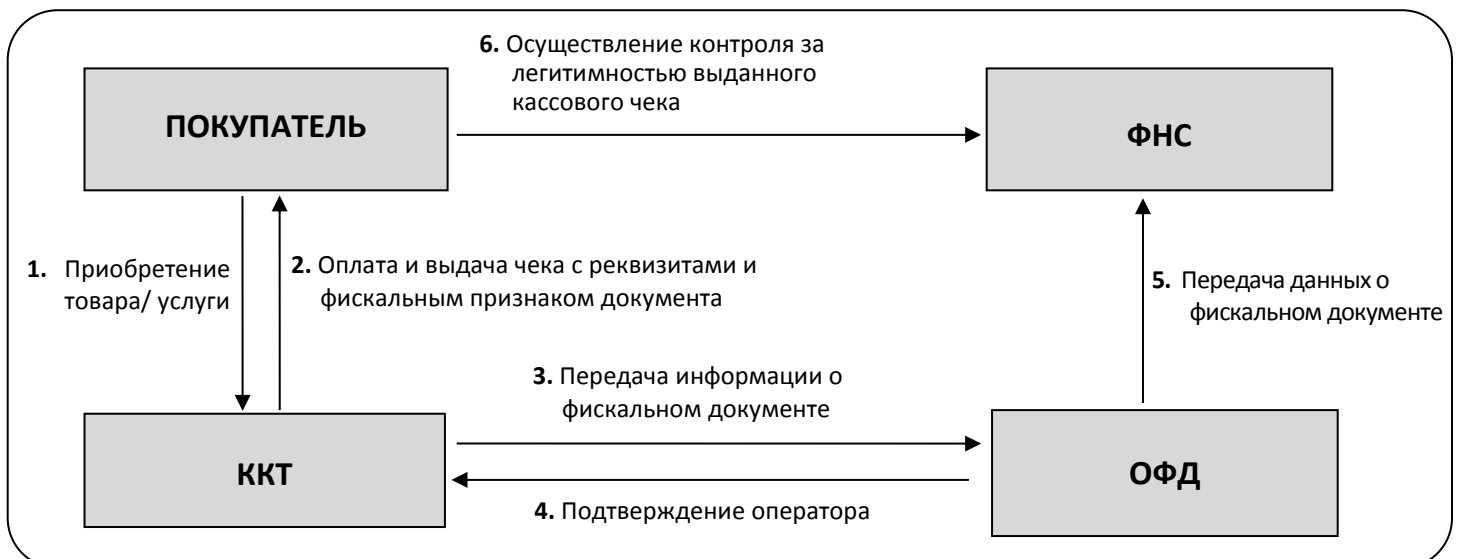 6. Осуществление контроля за
легитимностью выданного
кассового чека
ПОКУПАТЕЛЬ
ФНС
1. Приобретение
товара/ услуги
2. Оплата и выдача чека с реквизитами и
фискальным признаком документа
5. Передача данных о
фискальном документе
3. Передача информации о
фискальном документе
ККТ
ОФД
4. Подтверждение оператора